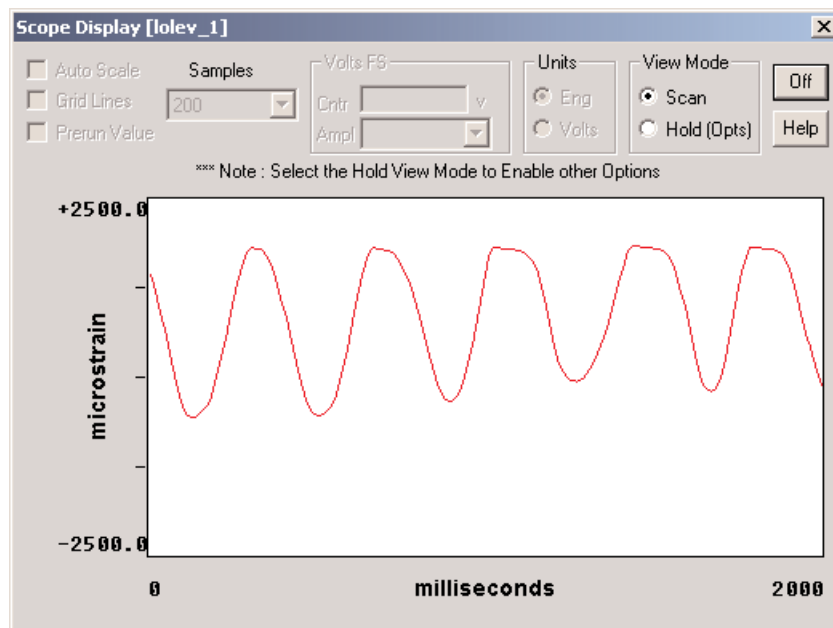 Scope Display [lolev_1]
Auto Scale
Grid Lines
Prerun Value
Samples
200
Volts FS
Cntr v
Ampl
Units
Eng
Volts
View Mode
Scan
Hold (Opts)
Off
Help
*** Note : Select the Hold View Mode to Enable other Options
+2500.0
microstrain
-2500.0
0 milliseconds 2000